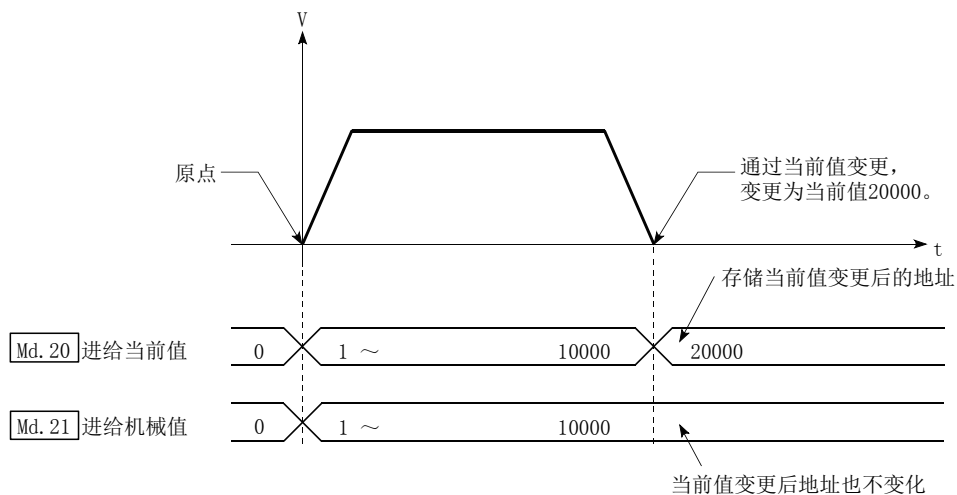 V
原点
通过当前值变更，
变更为当前值20000。
t
存储当前值变更后的地址
Md.20 进给当前值 0 1 ～ 10000 20000
Md.21 进给机械值 0 1 ～ 10000
当前值变更后地址也不变化